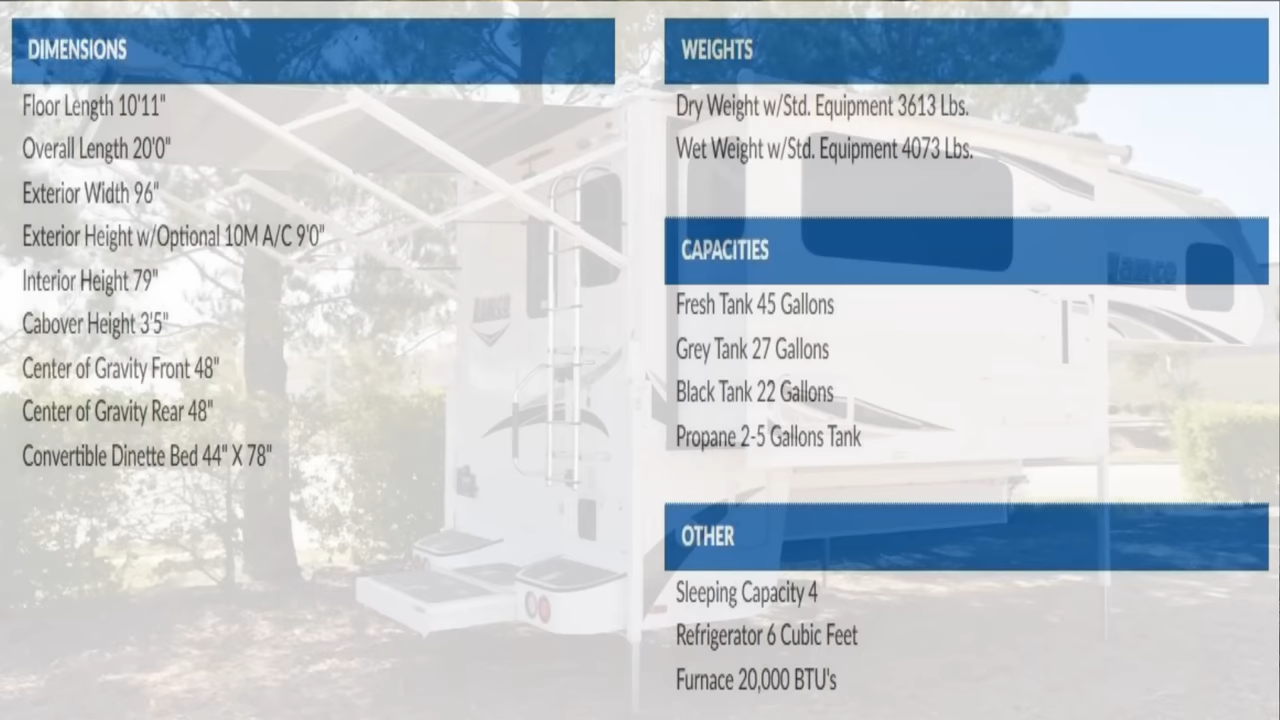 DIMENSIONS
Floor Length 10'11"
Overall Length 20'0"
Exterior Width 96"
Exterior Height w/Optional 10M A/C 9'0"
Interior Height 79"
Cabover Height 3'5"
Center of Gravity Front 48"
Center of Gravity Rear 48"
Convertible Dinette Bed 44" X 78"
WEIGHTS
Dry Weight w/Std. Equipment 3613 Lbs.
Wet Weight w/Std. Equipment 4073 Lbs.
CAPACITIES
Fresh Tank 45 Gallons
Grey Tank 27 Gallons
Black Tank 22 Gallons
Propane 2-5 Gallons Tank
OTHER
Sleeping Capacity 4
Refrigerator 6 Cubic Feet
Furnace 20,000 BTU's
Lance
LANCE